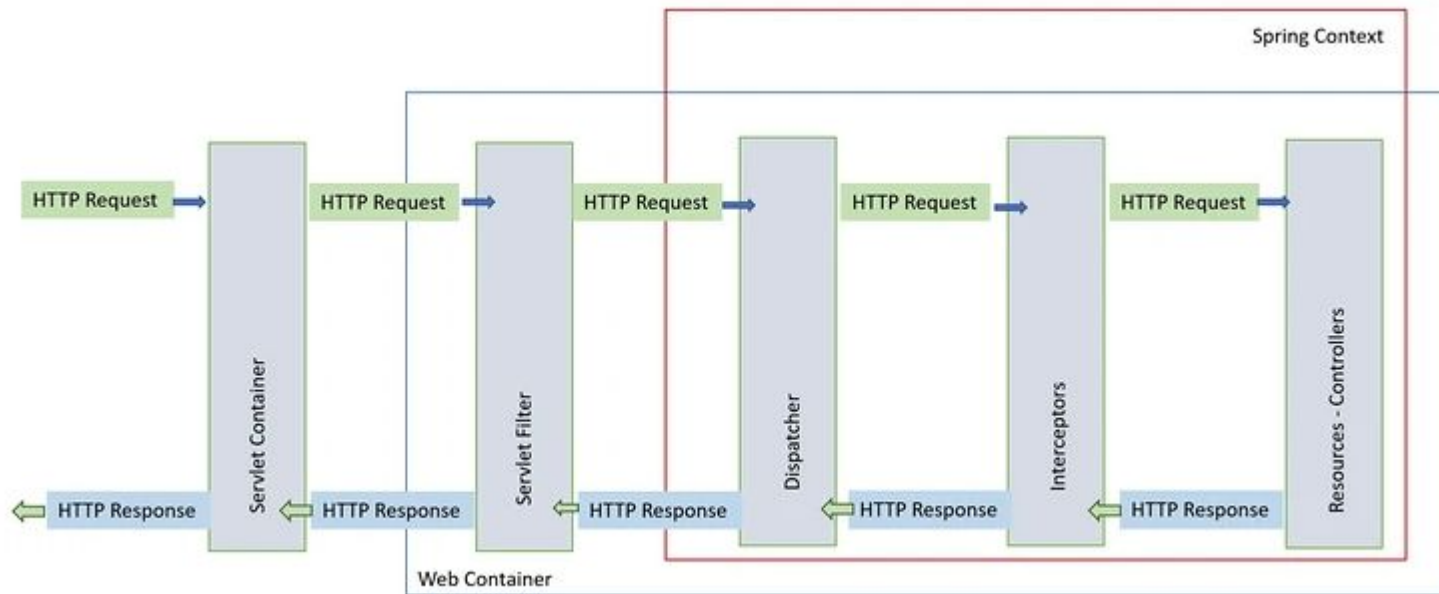 Spring Context
HTTP Request
HTTP Request
HTTP Request
HTTP Request
HTTP Request
Servlet Container
Servlet Filter
Dispatcher
Interceptors
Resources - Controllers
HTTP Response
HTTP Response
HTTP Response
HTTP Response
HTTP Response
Web Container